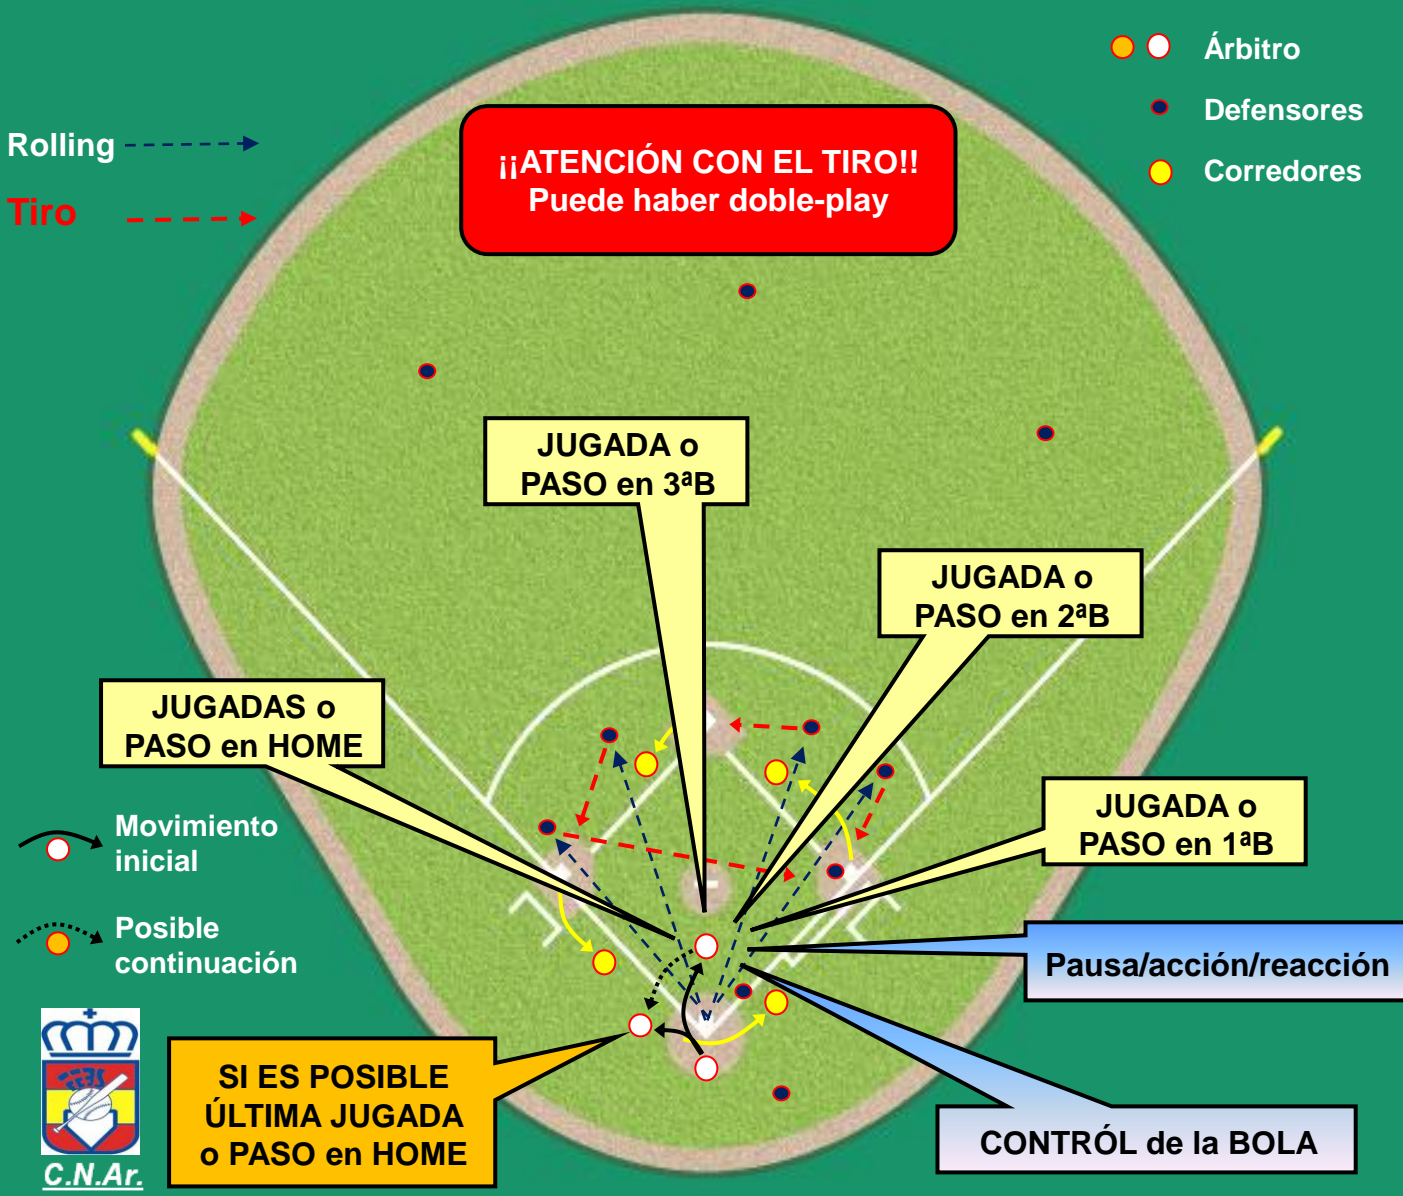 Árbitro
Defensores
Corredores
Rolling
Tiro
¡¡ATENCIÓN CON EL TIRO!!
Puede haber doble-play
JUGADA o
PASO en 3ªB
JUGADA o
PASO en 2ªB
JUGADAS o
PASO en HOME
JUGADA o
PASO en 1ªB
Movimiento
inicial
Posible
continuación
Pausa/acción/reacción
SI ES POSIBLE
ÚLTIMA JUGADA
o PASO en HOME
CONTRÓL de la BOLA
C.N.Ar.